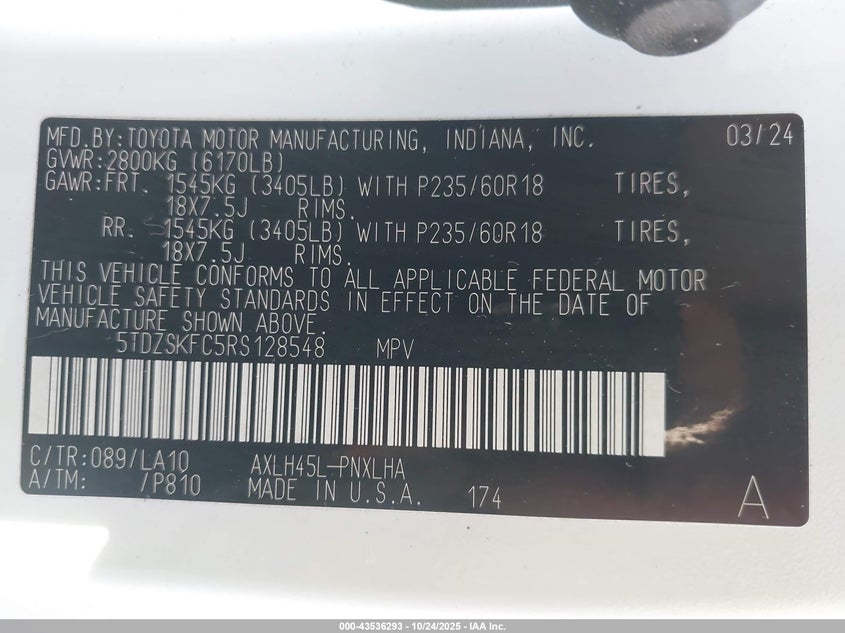 MFD.BY:TOYOTA MOTOR MANUFACTURING, INDIANA, INC. 03/24
GVWR:2800KG (6170LB)
GAWR:FRT. 1545KG (3405LB) WITH P235/60R18 TIRES,
18X7.5J RIMS.
RR. 1545KG (3405LB) WITH P235/60R18 TIRES,
18X7.5J RIMS.
THIS VEHICLE CONFORMS TO ALL APPLICABLE FEDERAL MOTOR
VEHICLE SAFETY STANDARDS IN EFFECT ON THE DATE OF
MANUFACTURE SHOWN ABOVE.
5TDZSKFC5RS128548 MPV
C/TR:089/LA10 AXLH45L-PNXLHA
A/TM: /P810 MADE IN U.S.A. 174 A
000-43536293 - 10/24/2025 - IAA Inc.